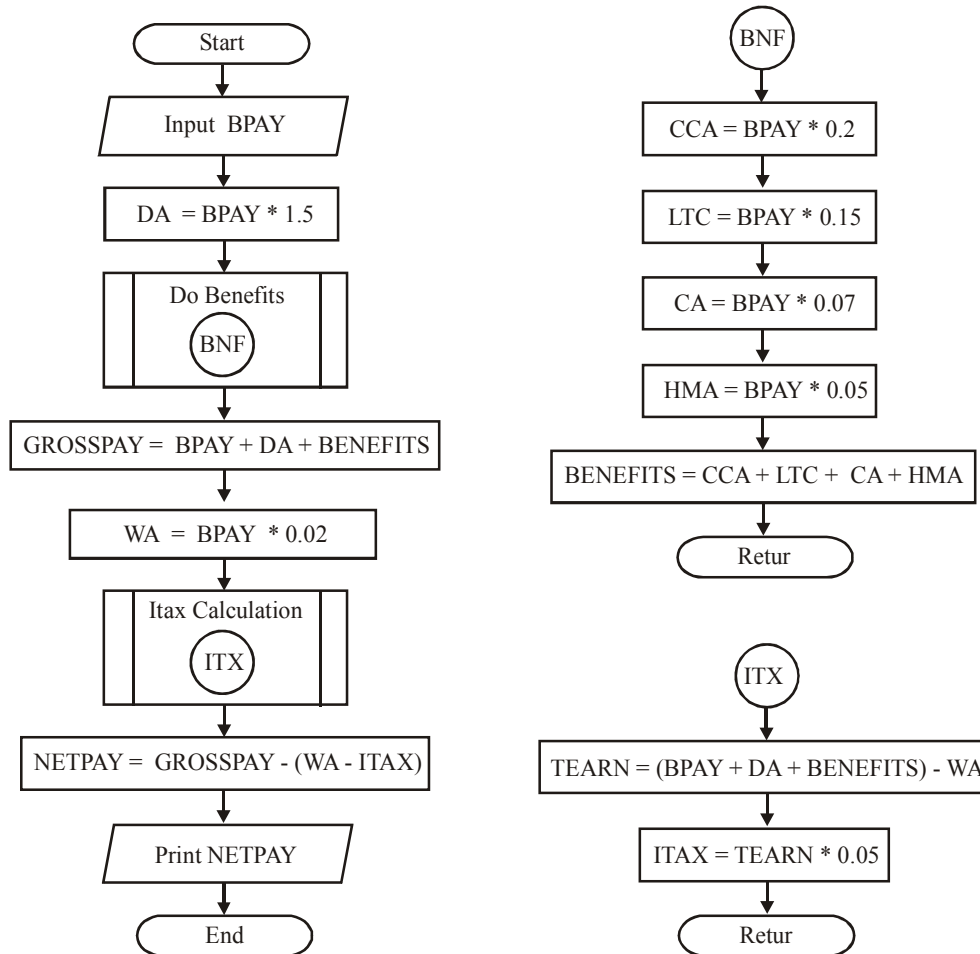 Start
Input BPAY
DA = BPAY * 1.5
Do Benefits
BNF
GROSSPAY = BPAY + DA + BENEFITS
WA = BPAY * 0.02
Itax Calculation
ITX
NETPAY = GROSSPAY - (WA - ITAX)
Print NETPAY
End
BNF
CCA = BPAY * 0.2
LTC = BPAY * 0.15
CA = BPAY * 0.07
HMA = BPAY * 0.05
BENEFITS = CCA + LTC + CA + HMA
Retur
ITX
TEARN = (BPAY + DA + BENEFITS) - WA
ITAX = TEARN * 0.05
Retur